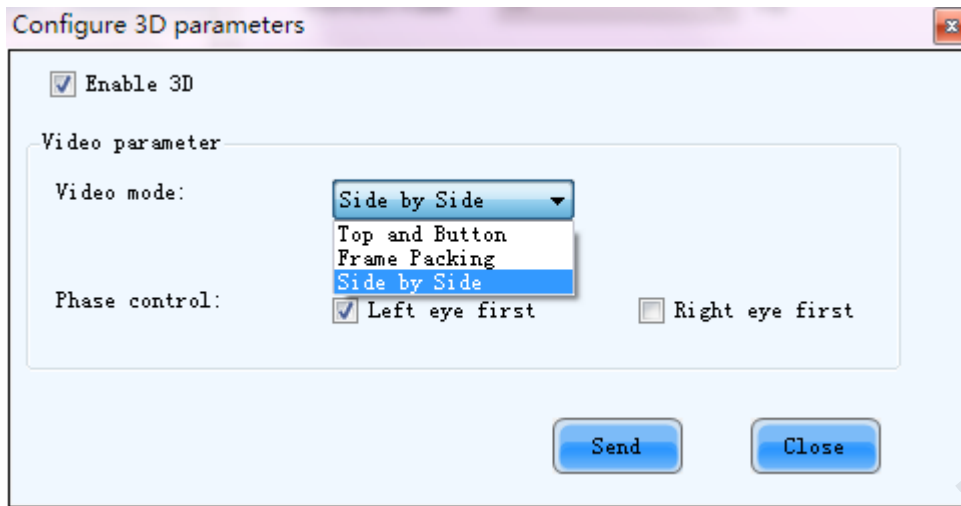 Configure 3D parameters
Enable 3D
Video parameter
Video mode:
Side by Side
Top and Button
Frame Packing
Side by Side
Phase control:
Left eye first
Right eye first
Send
Close